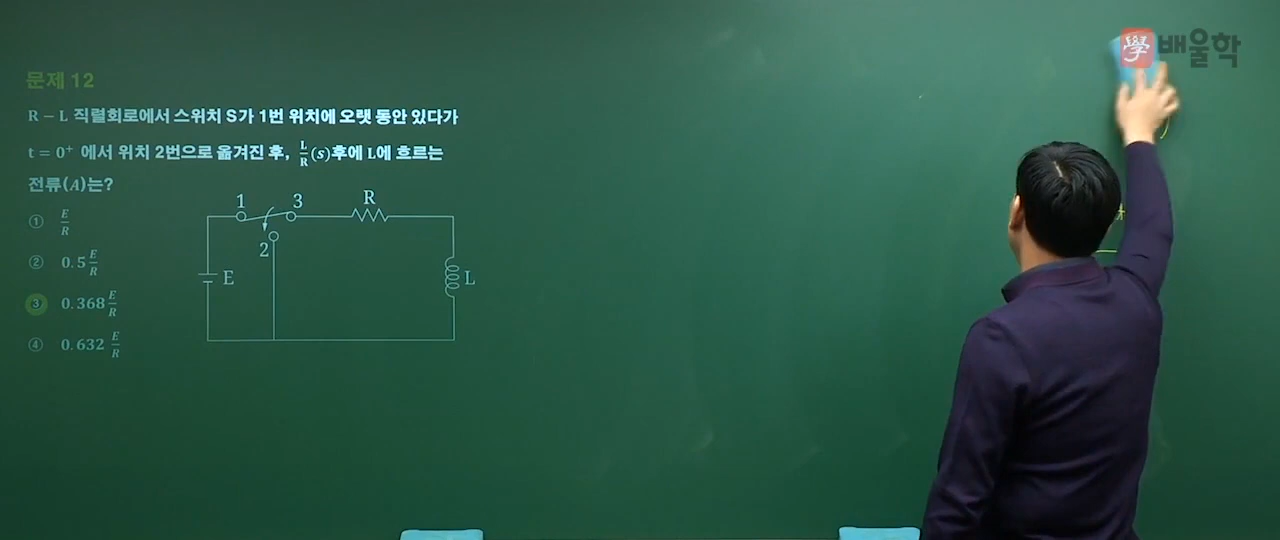 學 배울학
문제 12
R – L 직렬회로에서 스위치 S가 1번 위치에 오랫 동안 있다가
t = 0⁺ 에서 위치 2번으로 옮겨진 후, L/R (s)후에 L에 흐르는
전류(A)는?
① E/R
② 0.5 E/R
③ 0.368 E/R
④ 0.632 E/R
1 3 R
2
E L